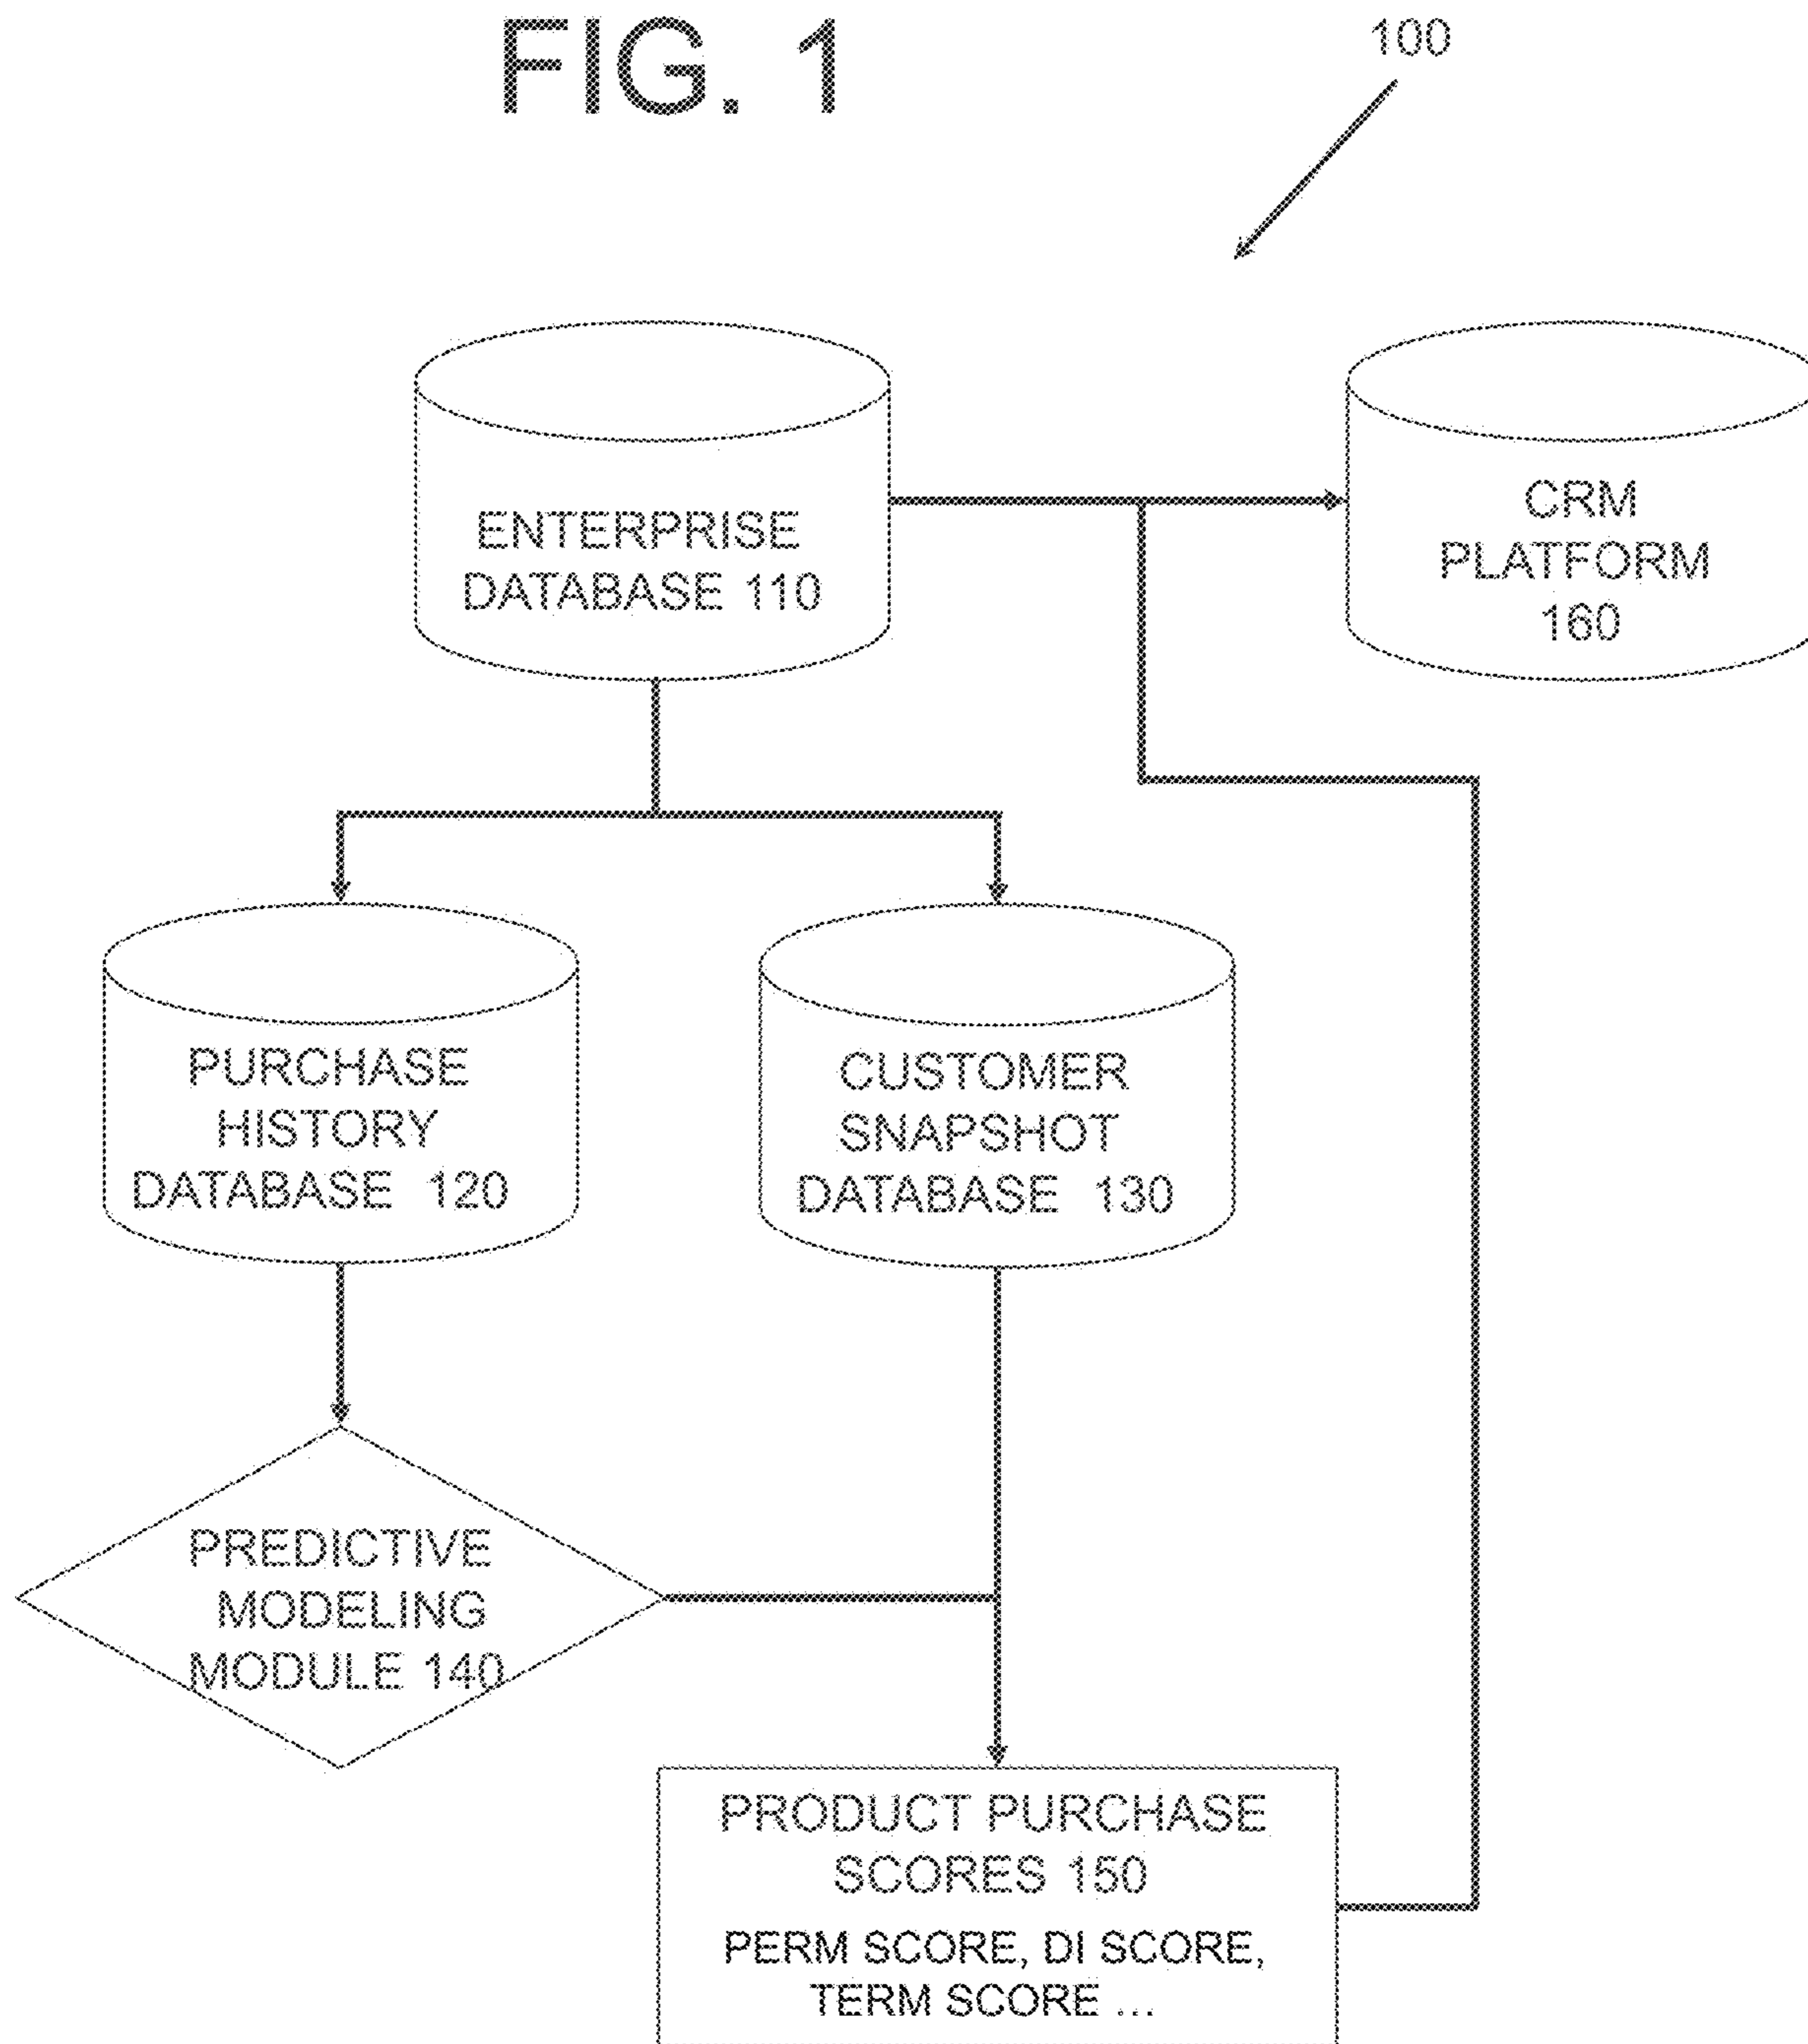 FIG. 1
100
ENTERPRISE
DATABASE 110
CRM
PLATFORM
160
PURCHASE
HISTORY
DATABASE 120
CUSTOMER
SNAPSHOT
DATABASE 130
PREDICTIVE
MODELING
MODULE 140
PRODUCT PURCHASE
SCORES 150
PERM SCORE, DI SCORE,
TERM SCORE ...